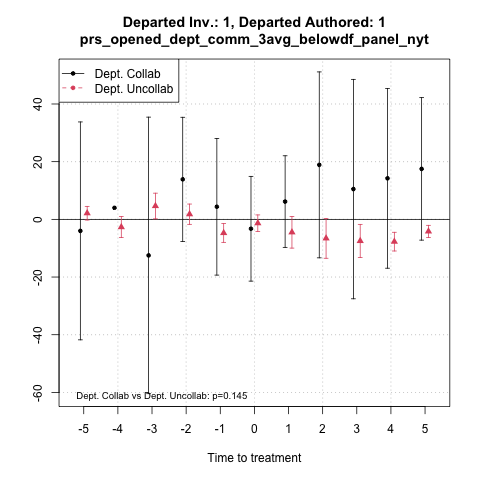 Departed Inv.: 1, Departed Authored: 1
prs_opened_dept_comm_3avg_belowdf_panel_nyt
Dept. Collab
Dept. Uncollab
40
20
0
-20
-40
-60
Dept. Collab vs Dept. Uncollab: p=0.145
-5 -4 -3 -2 -1 0 1 2 3 4 5
Time to treatment